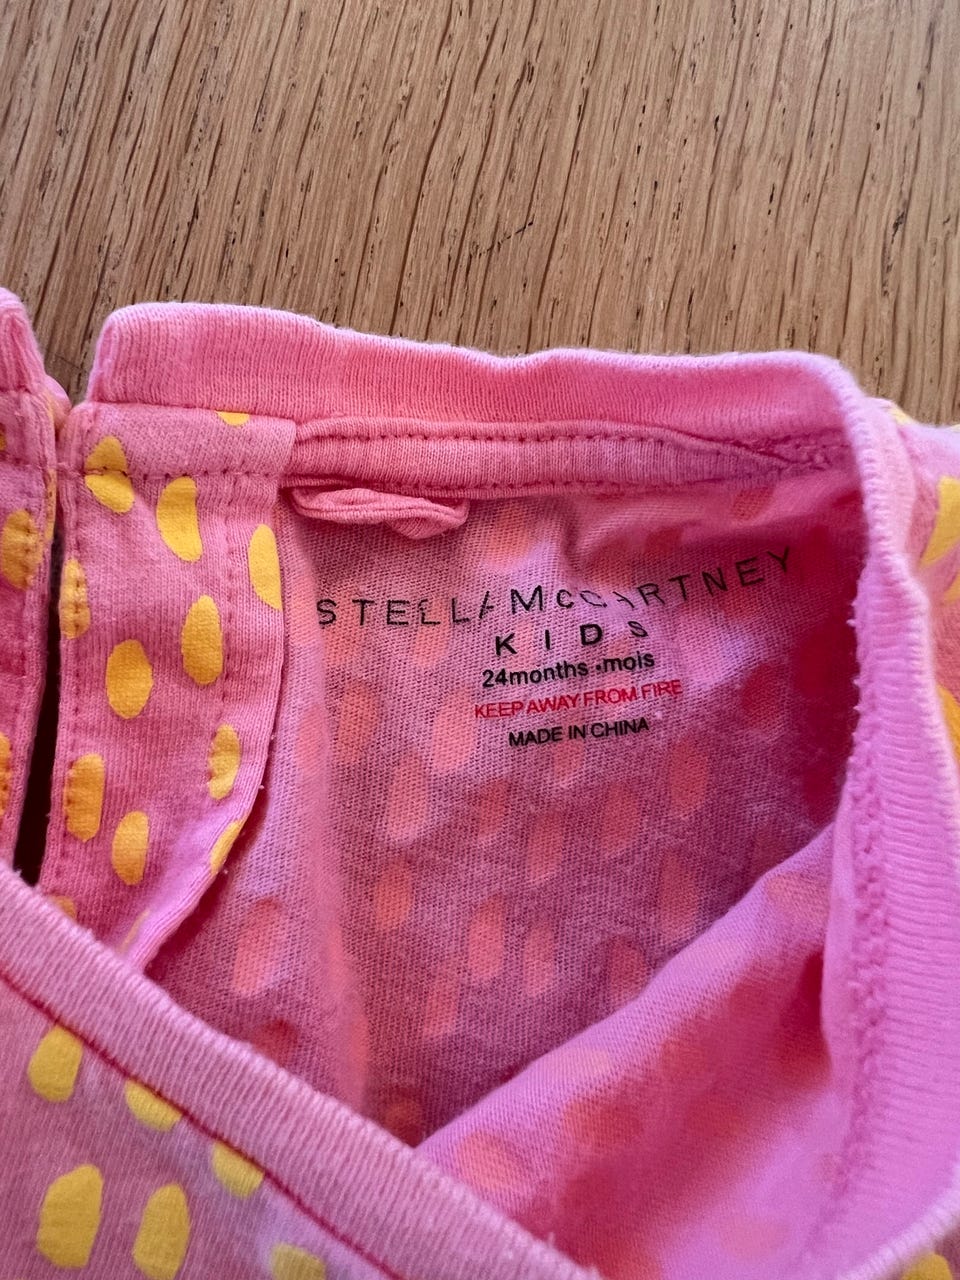 STELLA McCARTNEY
KIDS
24months •mois
KEEP AWAY FROM FIRE
MADE IN CHINA